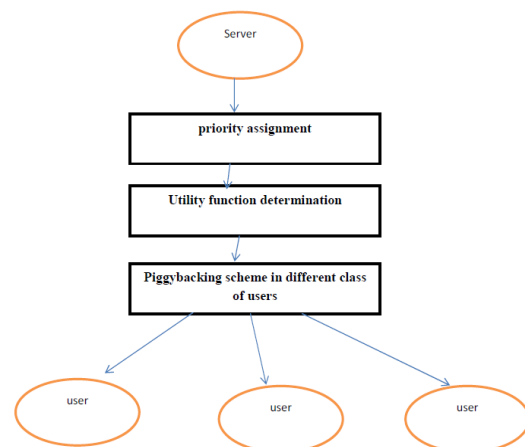 Server
priority assignment
Utility function determination
Piggybacking scheme in different class
of users
user
user
user